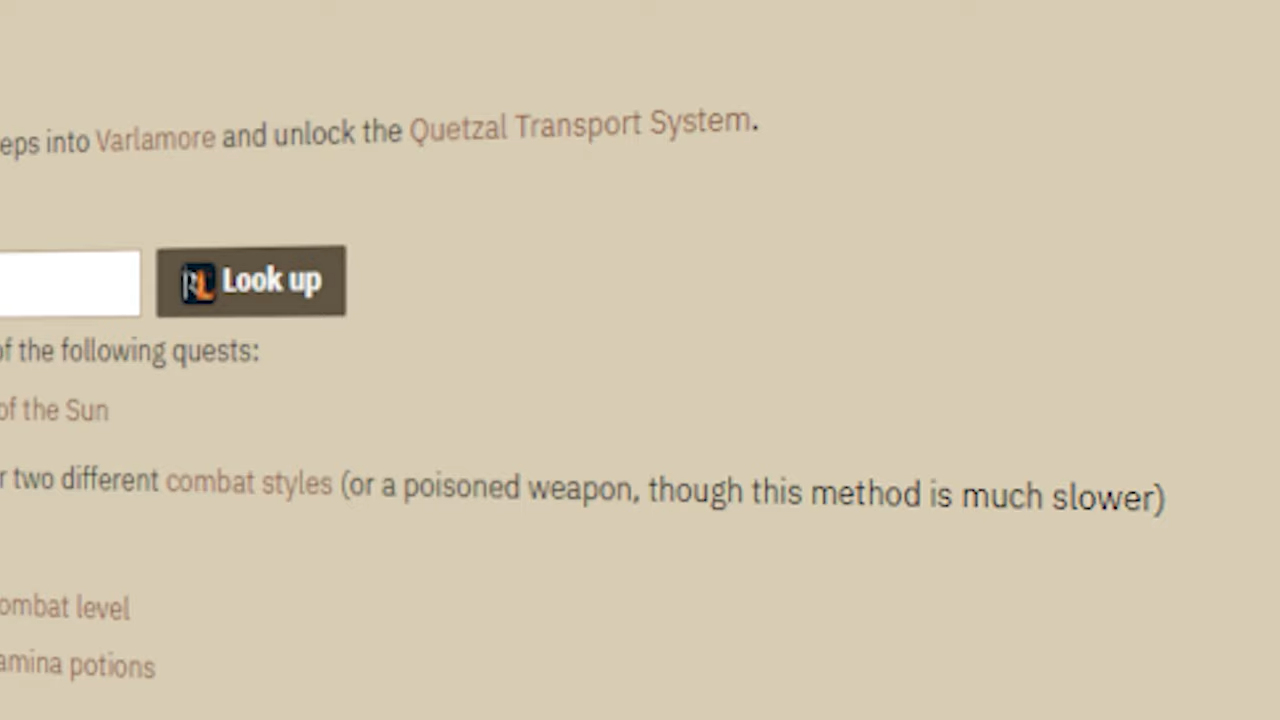 eps into Varlamore and unlock the Quetzal Transport System.
RL Look up
of the following quests:
of the Sun
r two different combat styles (or a poisoned weapon, though this method is much slower)
ombat level
amina potions